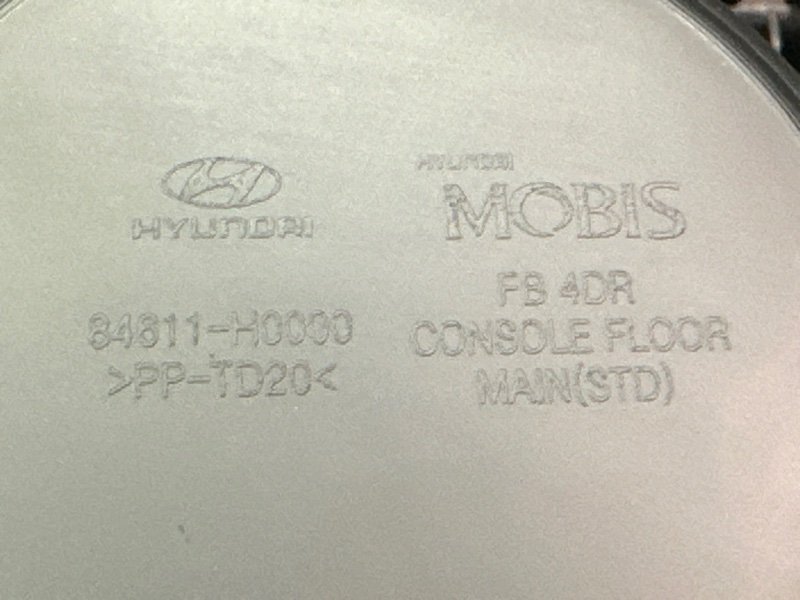 HYUNDAI
84611-H0000
>PP-TD20<
HYUNDAI
MOBIS
FB 4DR
CONSOLE FLOOR
MAIN(STD)